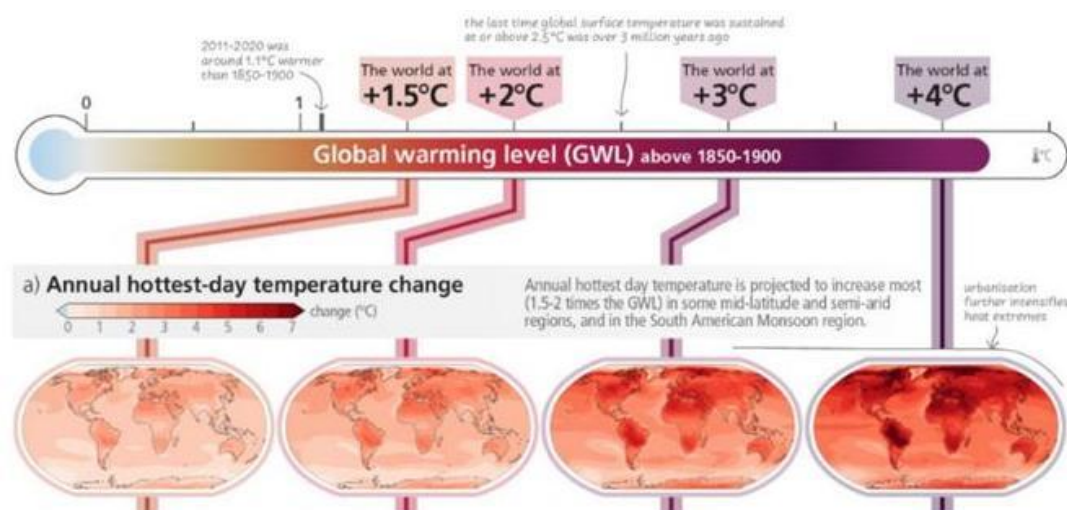 the last time global surface temperature was sustained
at or above 2.5°C was over 3 million years ago
2011-2020 was
around 1.1°C warmer
than 1850-1900
The world at
+1.5°C
The world at
+2°C
The world at
+3°C
The world at
+4°C
0
1
Global warming level (GWL) above 1850-1900
°C
a) Annual hottest-day temperature change
change (°C)
0 1 2 3 4 5 6 7
Annual hottest day temperature is projected to increase most
(1.5-2 times the GWL) in some mid-latitude and semi-arid
regions, and in the South American Monsoon region.
urbanisation
further intensifies
heat extremes